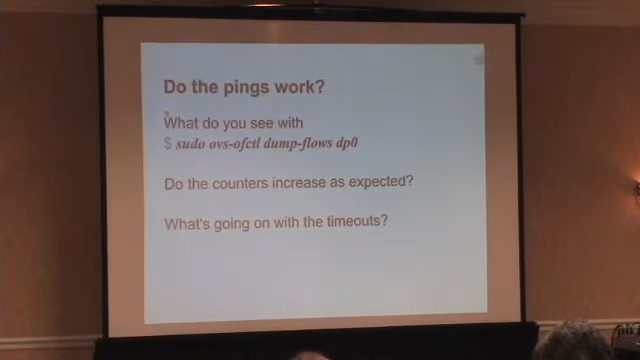 Do the pings work?
What do you see with
$ sudo ovs-ofctl dump-flows dp0
Do the counters increase as expected?
What's going on with the timeouts?